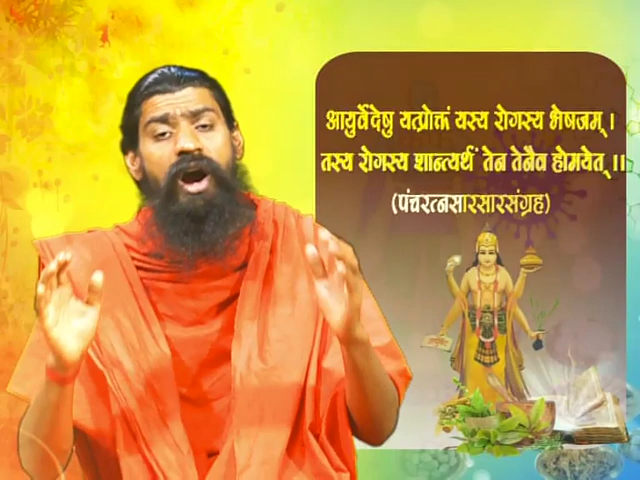 आयुर्वेदेषु यत्प्रोक्तं यस्य रोगस्य भेषजम् ।
तस्य रोगस्य शान्त्यर्थं तेन तेनैव होमयेत् ।।
(पंचरत्नसारसारसंग्रह)